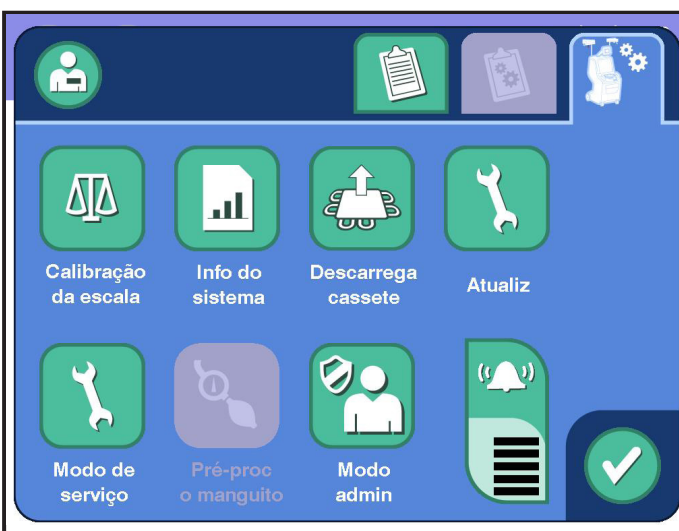 Calibração
da escala
Info do
sistema
Descarrega
cassete
Atualiz
Modo de
serviço
Pré-proc
o manguito
Modo
admin